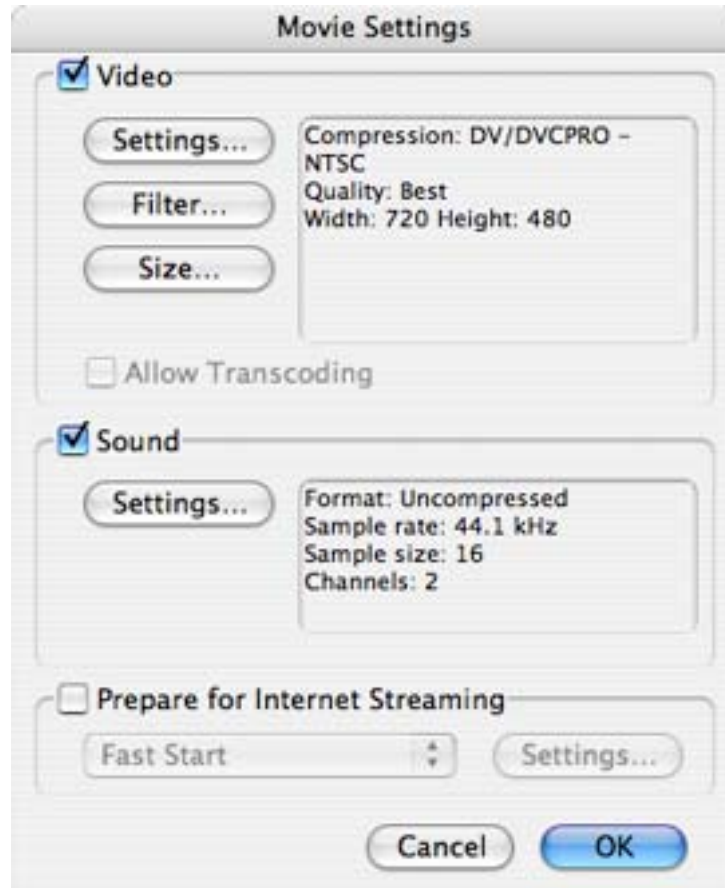 Movie Settings
Video
Settings...
Compression: DV/DVCPRO –
NTSC
Quality: Best
Width: 720 Height: 480
Filter...
Size...
Allow Transcoding
Sound
Settings...
Format: Uncompressed
Sample rate: 44.1 kHz
Sample size: 16
Channels: 2
Prepare for Internet Streaming
Fast Start
Settings...
Cancel
OK